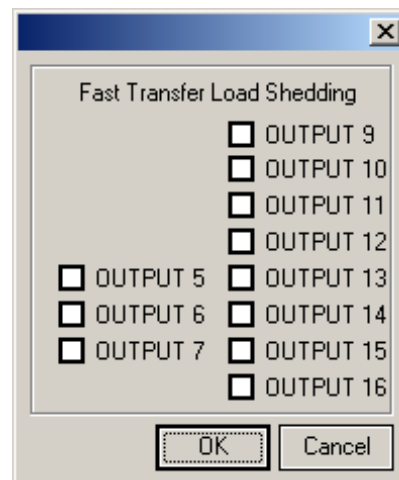 Fast Transfer Load Shedding
OUTPUT 9
OUTPUT 10
OUTPUT 11
OUTPUT 12
OUTPUT 5 OUTPUT 13
OUTPUT 6 OUTPUT 14
OUTPUT 7 OUTPUT 15
OUTPUT 16
OK Cancel